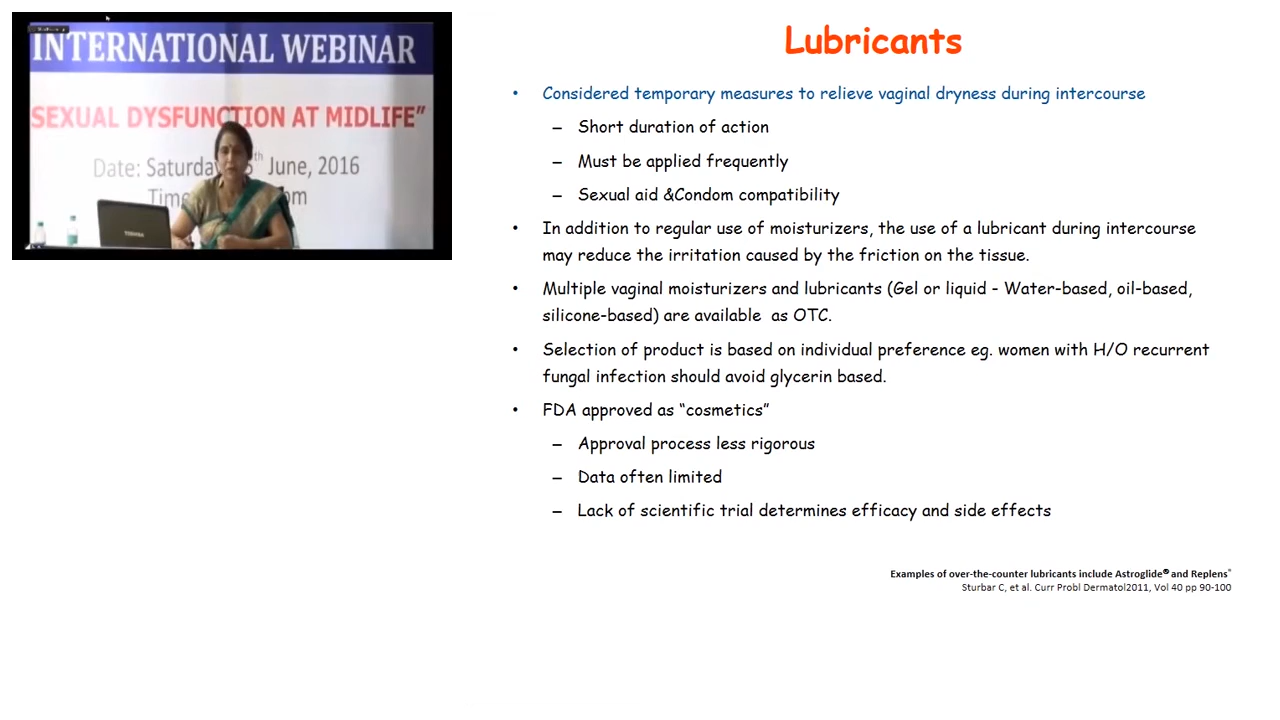 INTERNATIONAL WEBINAR
SEXUAL DYSFUNCTION AT MIDLIFE”
Date: Saturday th June, 2016
Time pm
TOSHIBA
Lubricants
• Considered temporary measures to relieve vaginal dryness during intercourse
– Short duration of action
– Must be applied frequently
– Sexual aid &Condom compatibility
• In addition to regular use of moisturizers, the use of a lubricant during intercourse
may reduce the irritation caused by the friction on the tissue.
• Multiple vaginal moisturizers and lubricants (Gel or liquid - Water-based, oil-based,
silicone-based) are available as OTC.
• Selection of product is based on individual preference eg. women with H/O recurrent
fungal infection should avoid glycerin based.
• FDA approved as “cosmetics”
– Approval process less rigorous
– Data often limited
– Lack of scientific trial determines efficacy and side effects
Examples of over-the-counter lubricants include Astroglide® and Replens®
Sturbar C, et al. Curr Probl Dermatol2011, Vol 40 pp 90-100